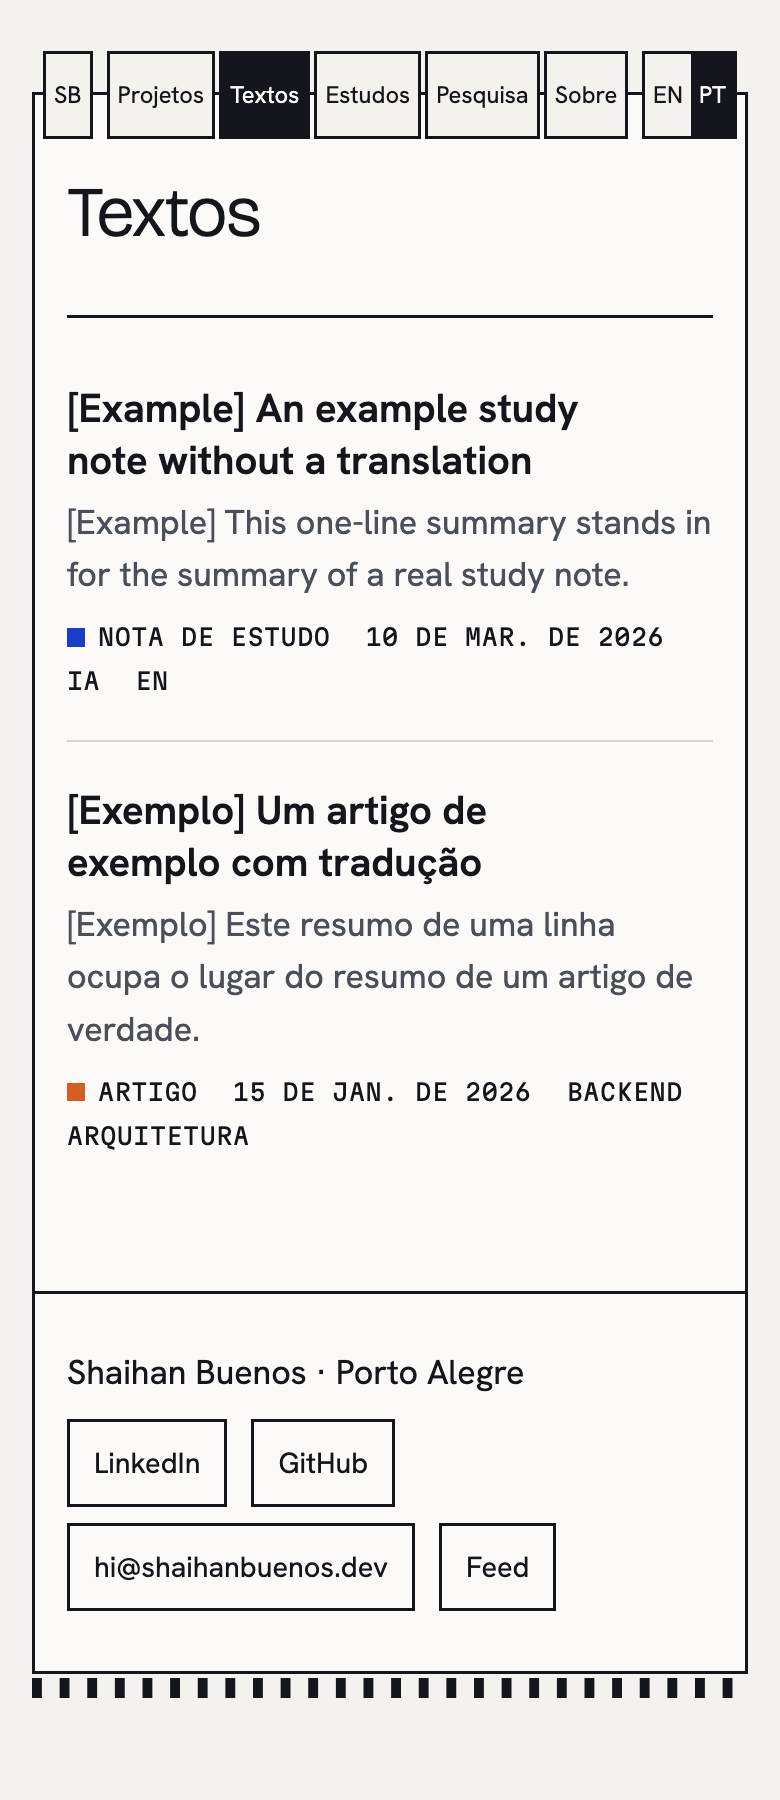 SB Projetos Textos Estudos Pesquisa Sobre EN PT
Textos
[Example] An example study
note without a translation
[Example] This one-line summary stands in
for the summary of a real study note.
NOTA DE ESTUDO 10 DE MAR. DE 2026
IA EN
[Exemplo] Um artigo de
exemplo com tradução
[Exemplo] Este resumo de uma linha
ocupa o lugar do resumo de um artigo de
verdade.
ARTIGO 15 DE JAN. DE 2026 BACKEND
ARQUITETURA
Shaihan Buenos · Porto Alegre
LinkedIn GitHub
hi@shaihanbuenos.dev Feed